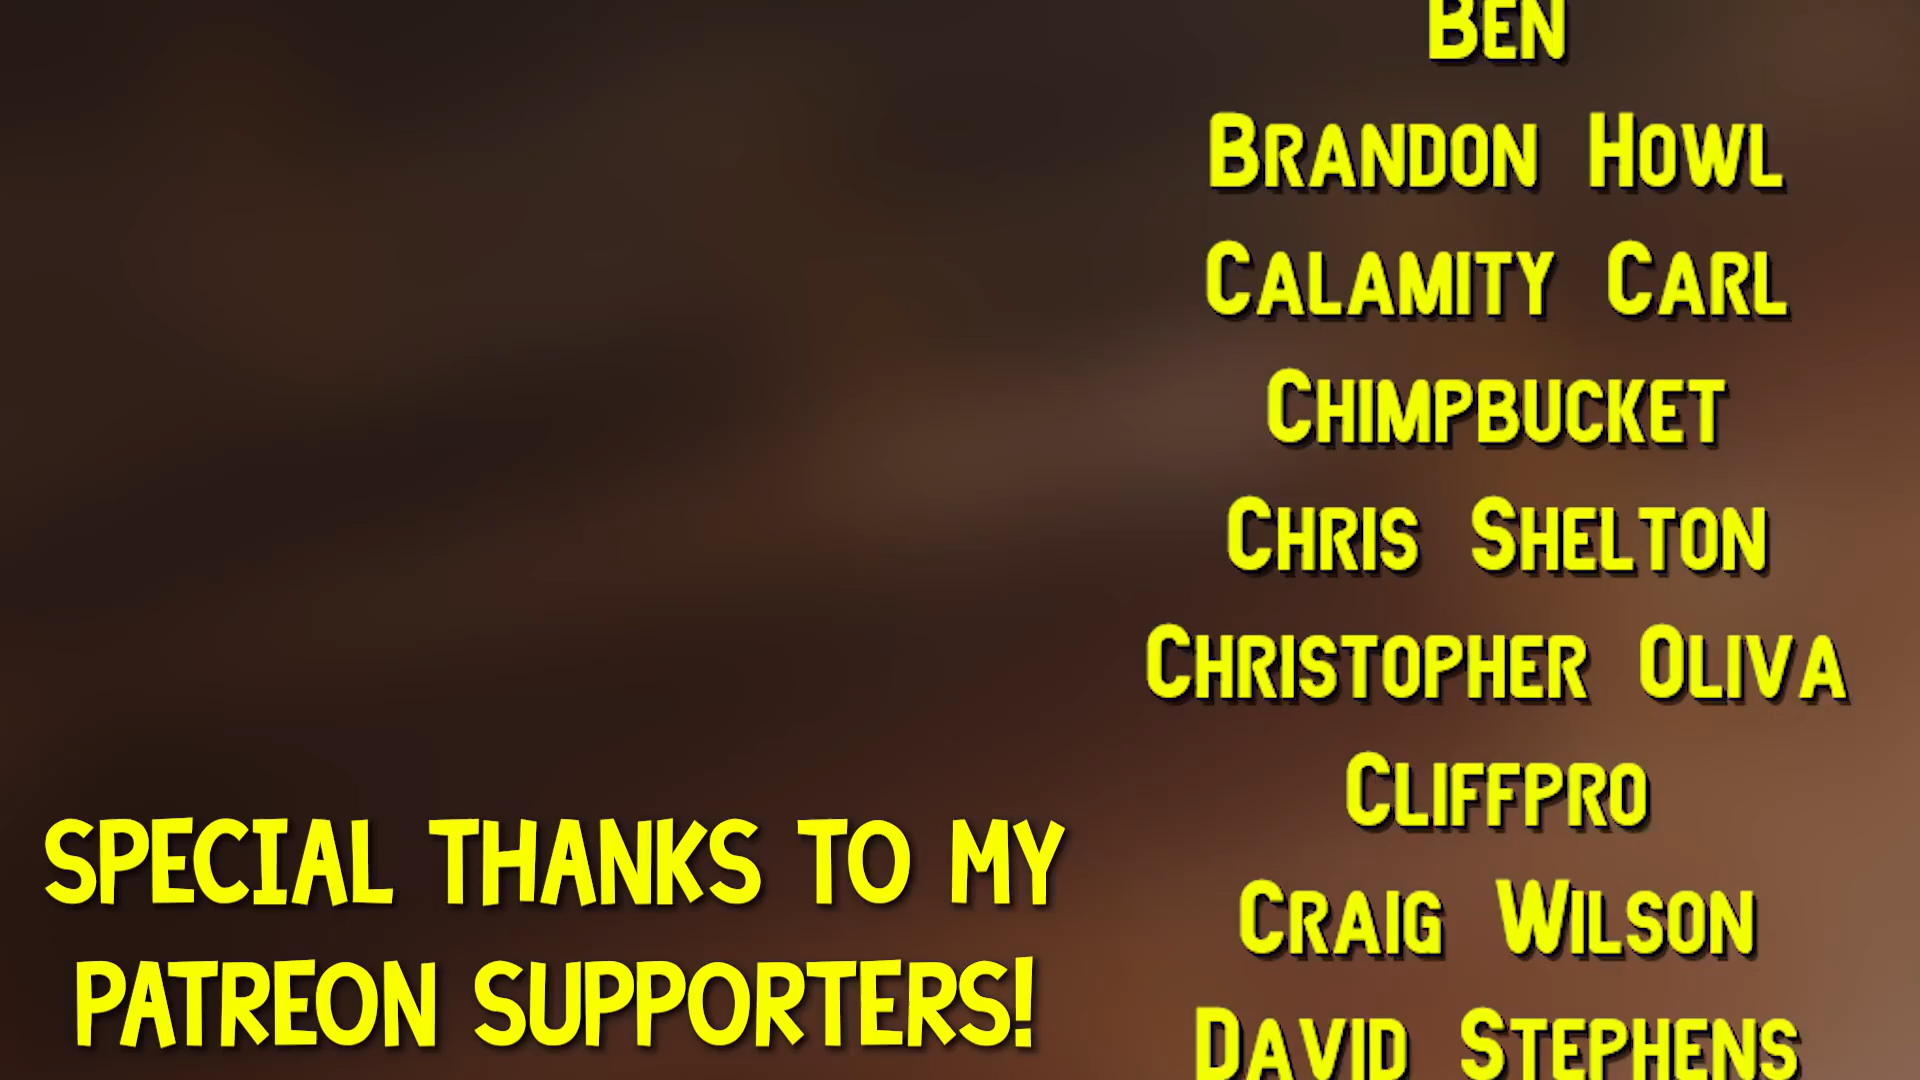 BEN
BRANDON HOWL
CALAMITY CARL
CHIMPBUCKET
CHRIS SHELTON
CHRISTOPHER OLIVA
CLIFFPRO
CRAIG WILSON
DAVID STEPHENS
SPECIAL THANKS TO MY
PATREON SUPPORTERS!